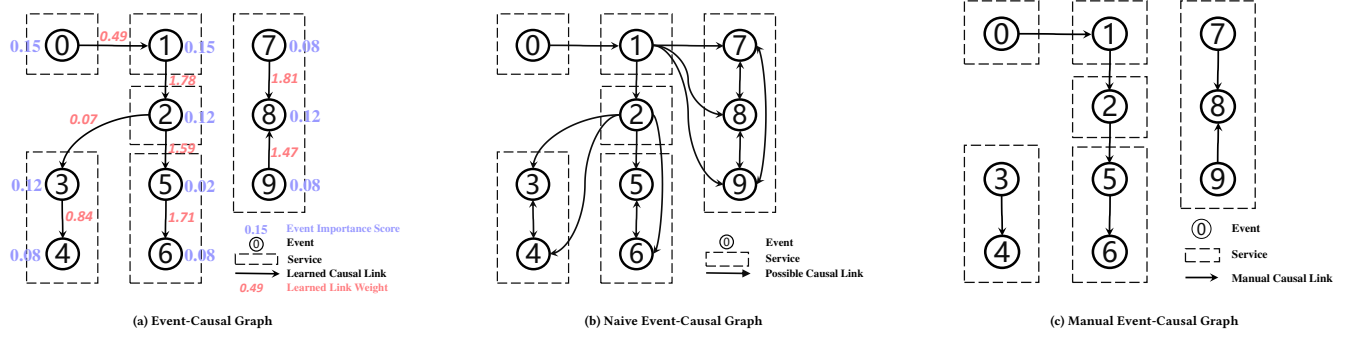 0.15 0 0.49 1 0.15 7 0.08
1.78 1.81
2 0.12 8 0.12
0.07
1.59 1.47
0.12 3 5 0.02 9 0.08
0.84 1.71
0.08 4 6 0.08
0.15 Event Importance Score
0 Event
Service
Learned Causal Link
0.49 Learned Link Weight
(a) Event-Causal Graph
0 1 7
2 8
3 5 9
4 6
0 Event
Service
Possible Causal Link
(b) Naive Event-Causal Graph
0 1 7
2 8
3 5 9
4 6
0 Event
Service
Manual Causal Link
(c) Manual Event-Causal Graph